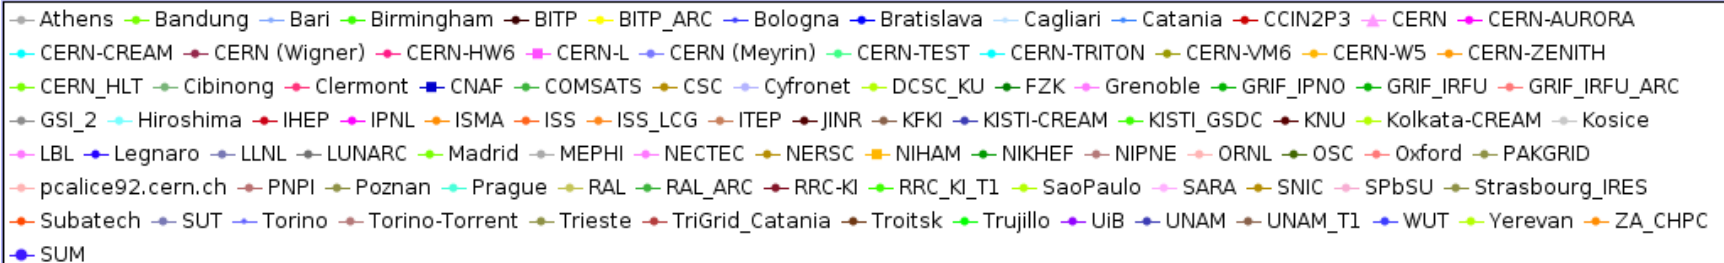 Athens Bandung Bari Birmingham BITP BITP_ARC Bologna Bratislava Cagliari Catania CCIN2P3 CERN CERN-AURORA
CERN-CREAM CERN (Wigner) CERN-HW6 CERN-L CERN (Meyrin) CERN-TEST CERN-TRITON CERN-VM6 CERN-W5 CERN-ZENITH
CERN_HLT Cibinong Clermont CNAF COMSATS CSC Cyfronet DCSC_KU FZK Grenoble GRIF_IPNO GRIF_IRFU GRIF_IRFU_ARC
GSI_2 Hiroshima IHEP IPNL ISMA ISS ISS_LCG ITEP JINR KFKI KISTI-CREAM KISTI_GSDC KNU Kolkata-CREAM Kosice
LBL Legnaro LLNL LUNARC Madrid MEPHI NECTEC NERSC NIHAM NIKHEF NIPNE ORNL OSC Oxford PAKGRID
pcalice92.cern.ch PNPI Poznan Prague RAL RAL_ARC RRC-KI RRC_KI_T1 SaoPaulo SARA SNIC SPbSU Strasbourg_IRES
Subatech SUT Torino Torino-Torrent Trieste TriGrid_Catania Troitsk Trujillo UiB UNAM UNAM_T1 WUT Yerevan ZA_CHPC
SUM